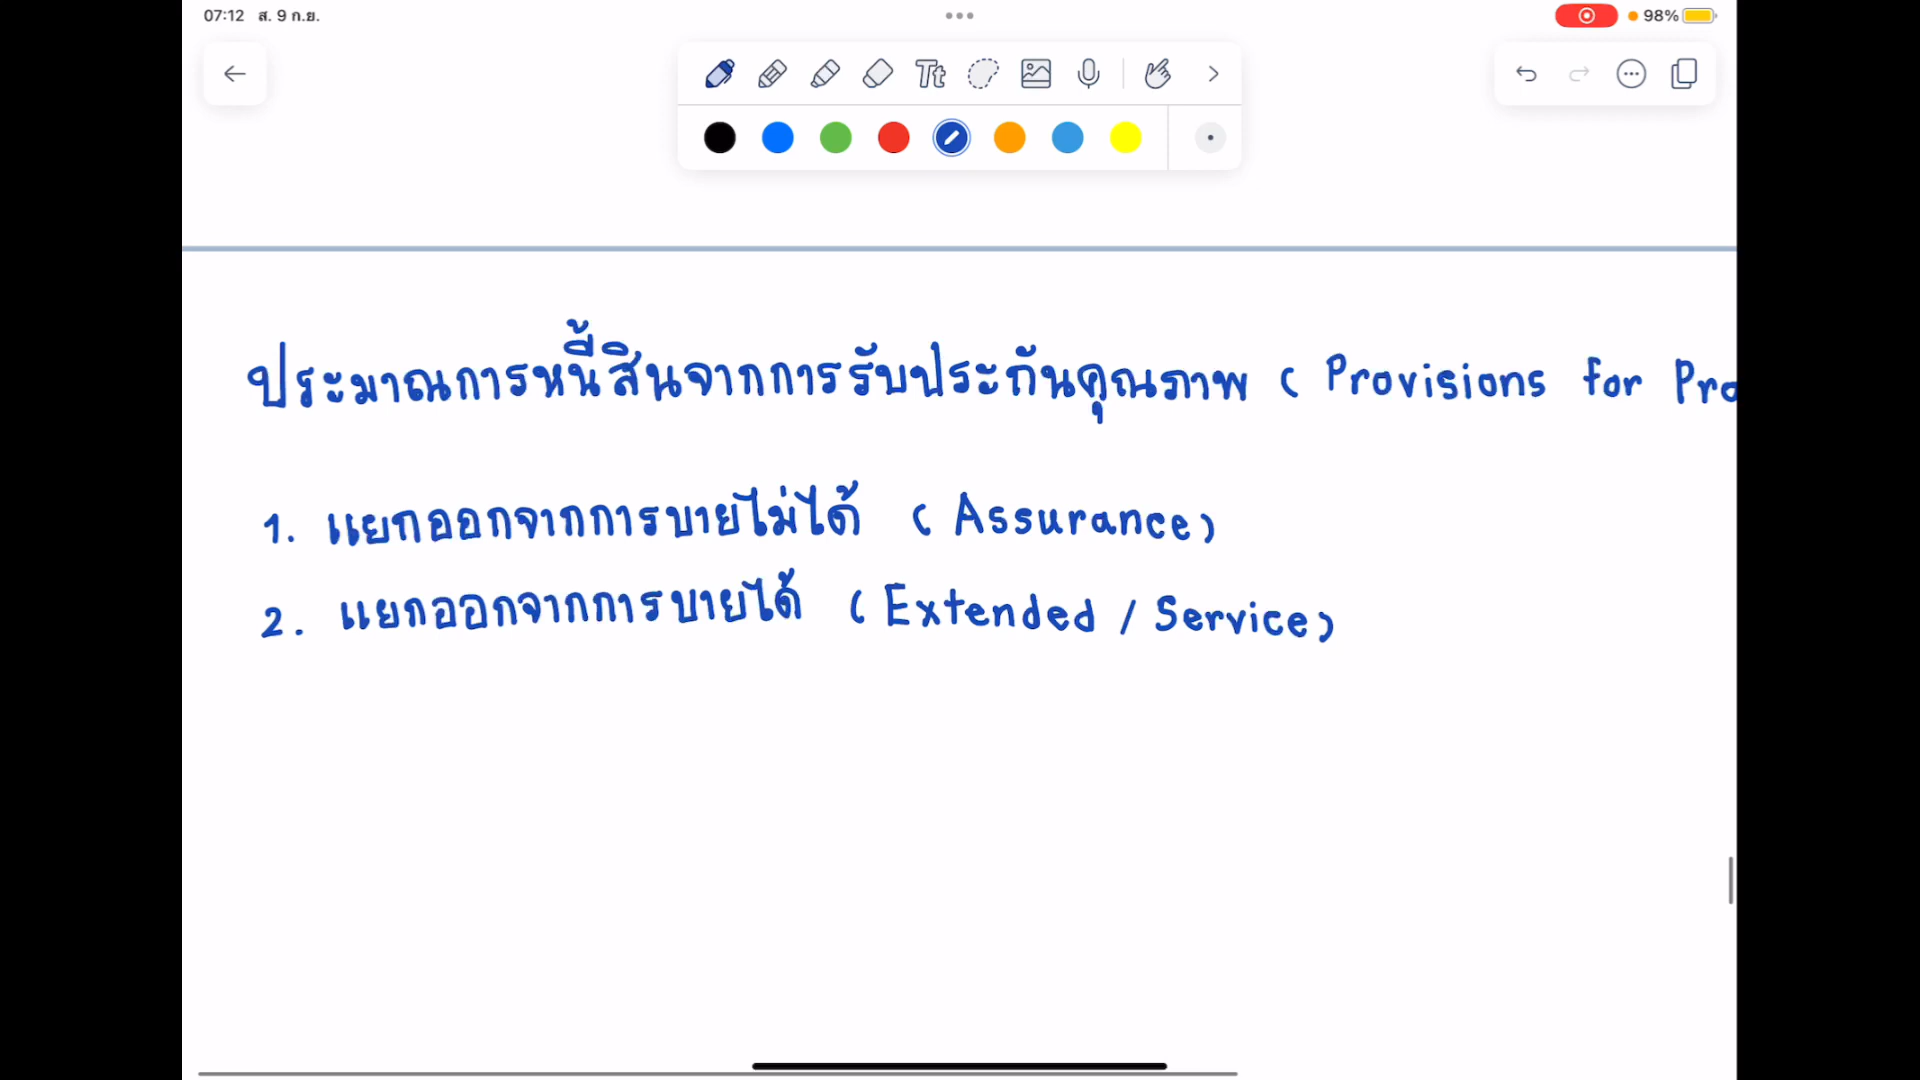 07:12 ส. 9 ก.ย.
98%
Tt
ประมาณการหนี้สินจากการรับประกันคุณภาพ ( Provisions for Pro
1. แยกออกจากการขายไม่ได้ ( Assurance )
2. แยกออกจากการขายได้ ( Extended / Service )